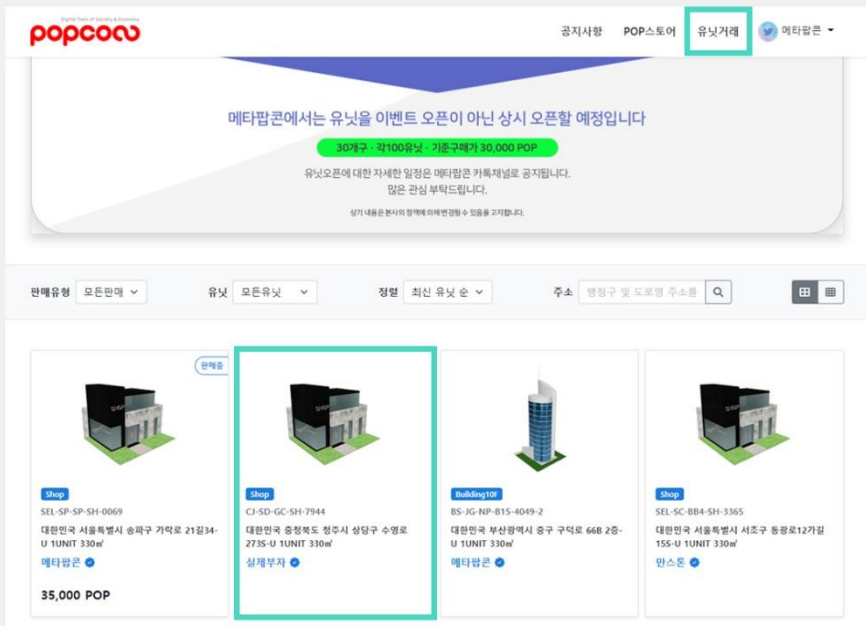 Digital Twin of Society & Economy
popcon
공지사항 POP스토어 유닛거래 메타팝콘
메타팝콘에서는 유닛을 이벤트 오픈이 아닌 상시 오픈할 예정입니다
30개구 · 각100유닛 · 기준구매가 30,000 POP
유닛오픈에 대한 자세한 일정은 메타팝콘 카톡채널로 공지됩니다.
많은 관심 부탁드립니다.
상기 내용은 본사의 정책에 의해 변경될 수 있음을 고지합니다.
판매유형 모든판매 유닛 모든유닛 정렬 최신 유닛 순 주소 행정구 및 도로명 주소를
판매중
SHOP
SHOP
SHOP
Shop
SEL-SP-SP-SH-0069
대한민국 서울특별시 송파구 가락로 21길34-
U 1UNIT 330㎡
메타팝콘
35,000 POP
Shop
CJ-SD-GC-SH-7944
대한민국 충청북도 청주시 상당구 수영로
273S-U 1UNIT 330㎡
실제부자
Building10F
BS-JG-NP-B15-4049-2
대한민국 부산광역시 중구 구덕로 66B 2층-
U 1UNIT 330㎡
메타팝콘
Shop
SEL-SC-BB4-SH-3365
대한민국 서울특별시 서초구 동광로12가길
15S-U 1UNIT 330㎡
만스톤